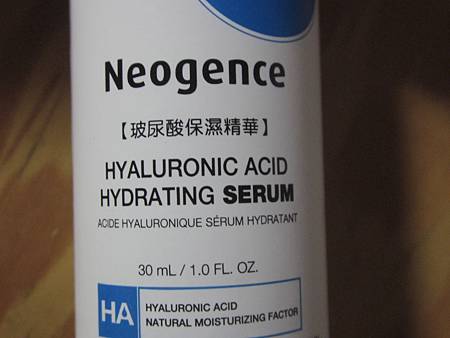 Neogence
【玻尿酸保濕精華】
HYALURONIC ACID
HYDRATING SERUM
ACIDE HYALURONIQUE SÉRUM HYDRATANT
30 mL / 1.0 FL. OZ.
HA
HYALURONIC ACID
NATURAL MOISTURIZING FACTOR